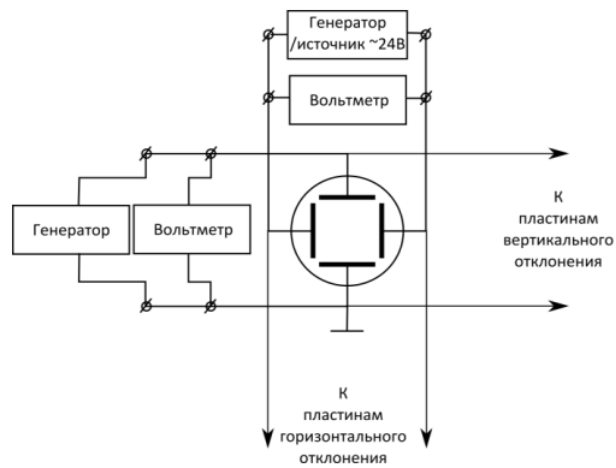 Генератор
/источник ~24В
Вольтметр
Генератор
Вольтметр
К
пластинам
вертикального
отклонения
К
пластинам
горизонтального
отклонения